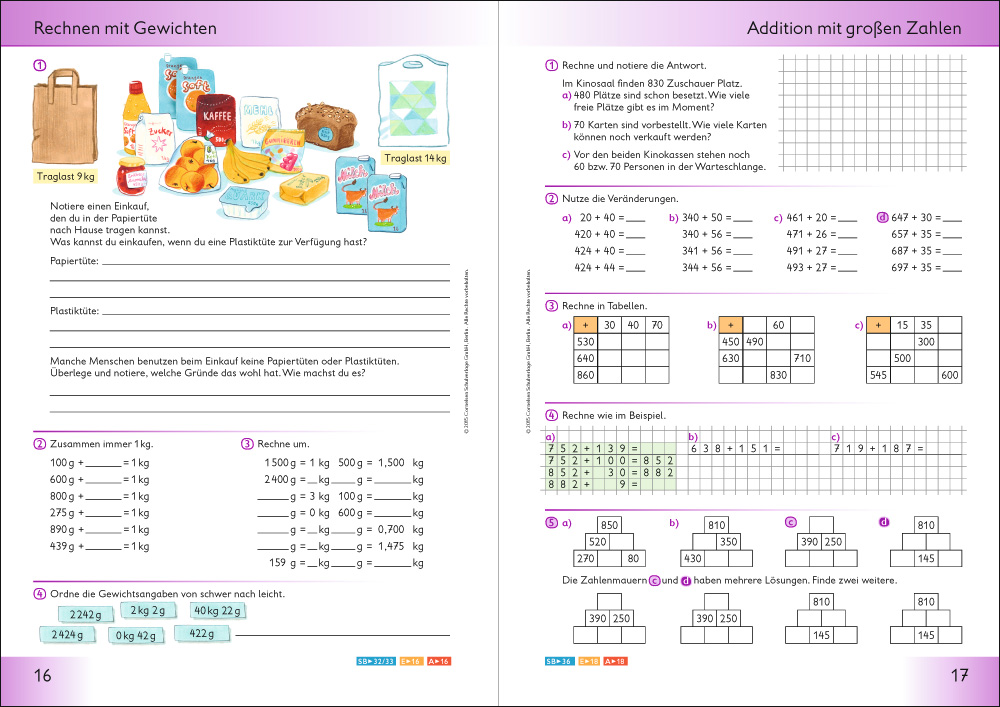 Rechnen mit Gewichten
1
Orangen Saft
KAFFEE
MEHL
Zucker
Milch
Milch
Traglast 9 kg
Traglast 14 kg
Notiere einen Einkauf,
den du in der Papiertüte
nach Hause tragen kannst.
Was kannst du einkaufen, wenn du eine Plastiktüte zur Verfügung hast?
Papiertüte:
Plastiktüte:
Manche Menschen benutzen beim Einkauf keine Papiertüten oder Plastiktüten.
Überlege und notiere, welche Gründe das wohl hat. Wie machst du es?
2 Zusammen immer 1 kg.
100 g + ______ = 1 kg
600 g + ______ = 1 kg
800 g + ______ = 1 kg
275 g + ______ = 1 kg
890 g + ______ = 1 kg
439 g + ______ = 1 kg
3 Rechne um.
1 500 g = 1 kg 500 g = 1,500 kg
2 400 g = __ kg ____ g = ______ kg
_____ g = 3 kg 100 g = ______ kg
_____ g = 0 kg 600 g = ______ kg
_____ g = __ kg ____ g = 0,700 kg
_____ g = __ kg ____ g = 1,475 kg
159 g = __ kg ____ g = ______ kg
4 Ordne die Gewichtsangaben von schwer nach leicht.
2 242 g
2 kg 2 g
40 kg 22 g
2 424 g
0 kg 42 g
422 g
SB▸32/33 E▸16 A▸16
16
© 2015 Cornelsen Schulverlage GmbH, Berlin. Alle Rechte vorbehalten.
Addition mit großen Zahlen
1 Rechne und notiere die Antwort.
Im Kinosaal finden 830 Zuschauer Platz.
a) 480 Plätze sind schon besetzt. Wie viele
freie Plätze gibt es im Moment?
b) 70 Karten sind vorbestellt. Wie viele Karten
können noch verkauft werden?
c) Vor den beiden Kinokassen stehen noch
60 bzw. 70 Personen in der Warteschlange.
2 Nutze die Veränderungen.
a) 20 + 40 = ____ b) 340 + 50 = ____ c) 461 + 20 = ____ d 647 + 30 = ____
420 + 40 = ____ 340 + 56 = ____ 471 + 26 = ____ 657 + 35 = ____
424 + 40 = ____ 341 + 56 = ____ 491 + 27 = ____ 687 + 35 = ____
424 + 44 = ____ 344 + 56 = ____ 493 + 27 = ____ 697 + 35 = ____
3 Rechne in Tabellen.
a) + 30 40 70
530
640
860
b) + 60
450 490
630 710
830
c) + 15 35
300
500
545 600
4 Rechne wie im Beispiel.
a) b) c)
7 5 2 + 1 3 9 = 6 3 8 + 1 5 1 = 7 1 9 + 1 8 7 =
7 5 2 + 1 0 0 = 8 5 2
8 5 2 + 3 0 = 8 8 2
8 8 2 + 9 =
5 a) b) c d
850 810 810
520 350 390 250
270 80 430 145
Die Zahlenmauern c und d haben mehrere Lösungen. Finde zwei weitere.
810 810
390 250 390 250
145 145
© 2015 Cornelsen Schulverlage GmbH, Berlin. Alle Rechte vorbehalten.
SB▸36 E▸18 A▸18
17